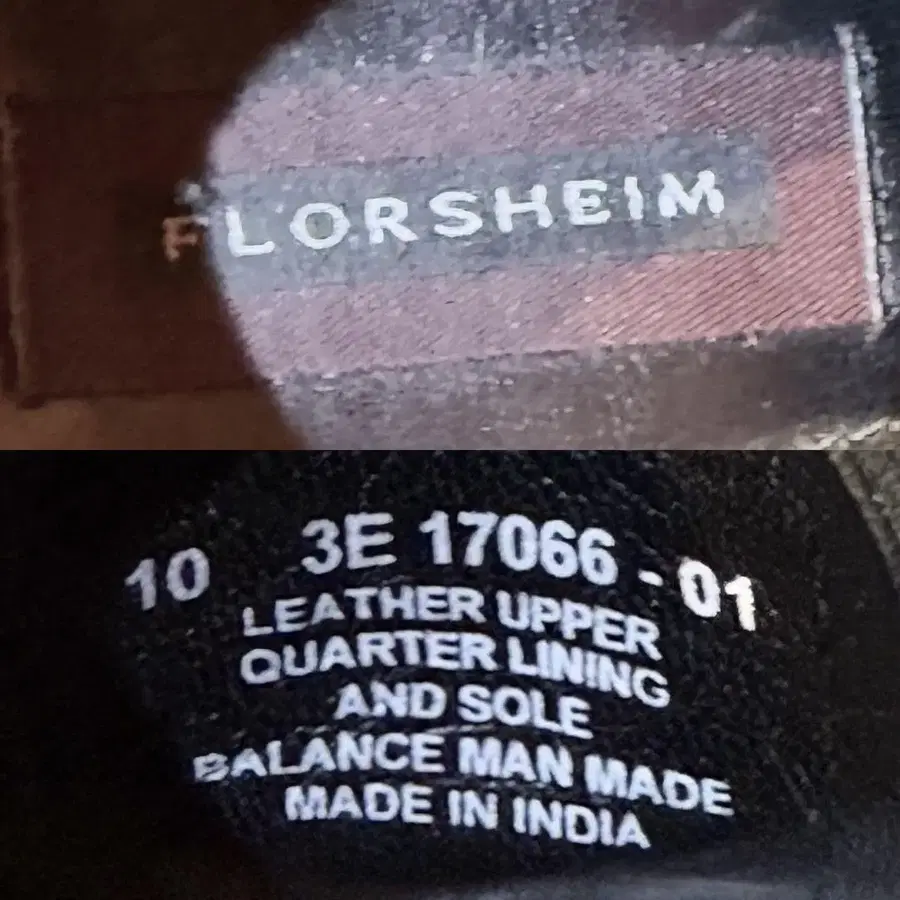 FLORSHEIM
10 3E 17066 - 01
LEATHER UPPER
QUARTER LINING
AND SOLE
BALANCE MAN MADE
MADE IN INDIA